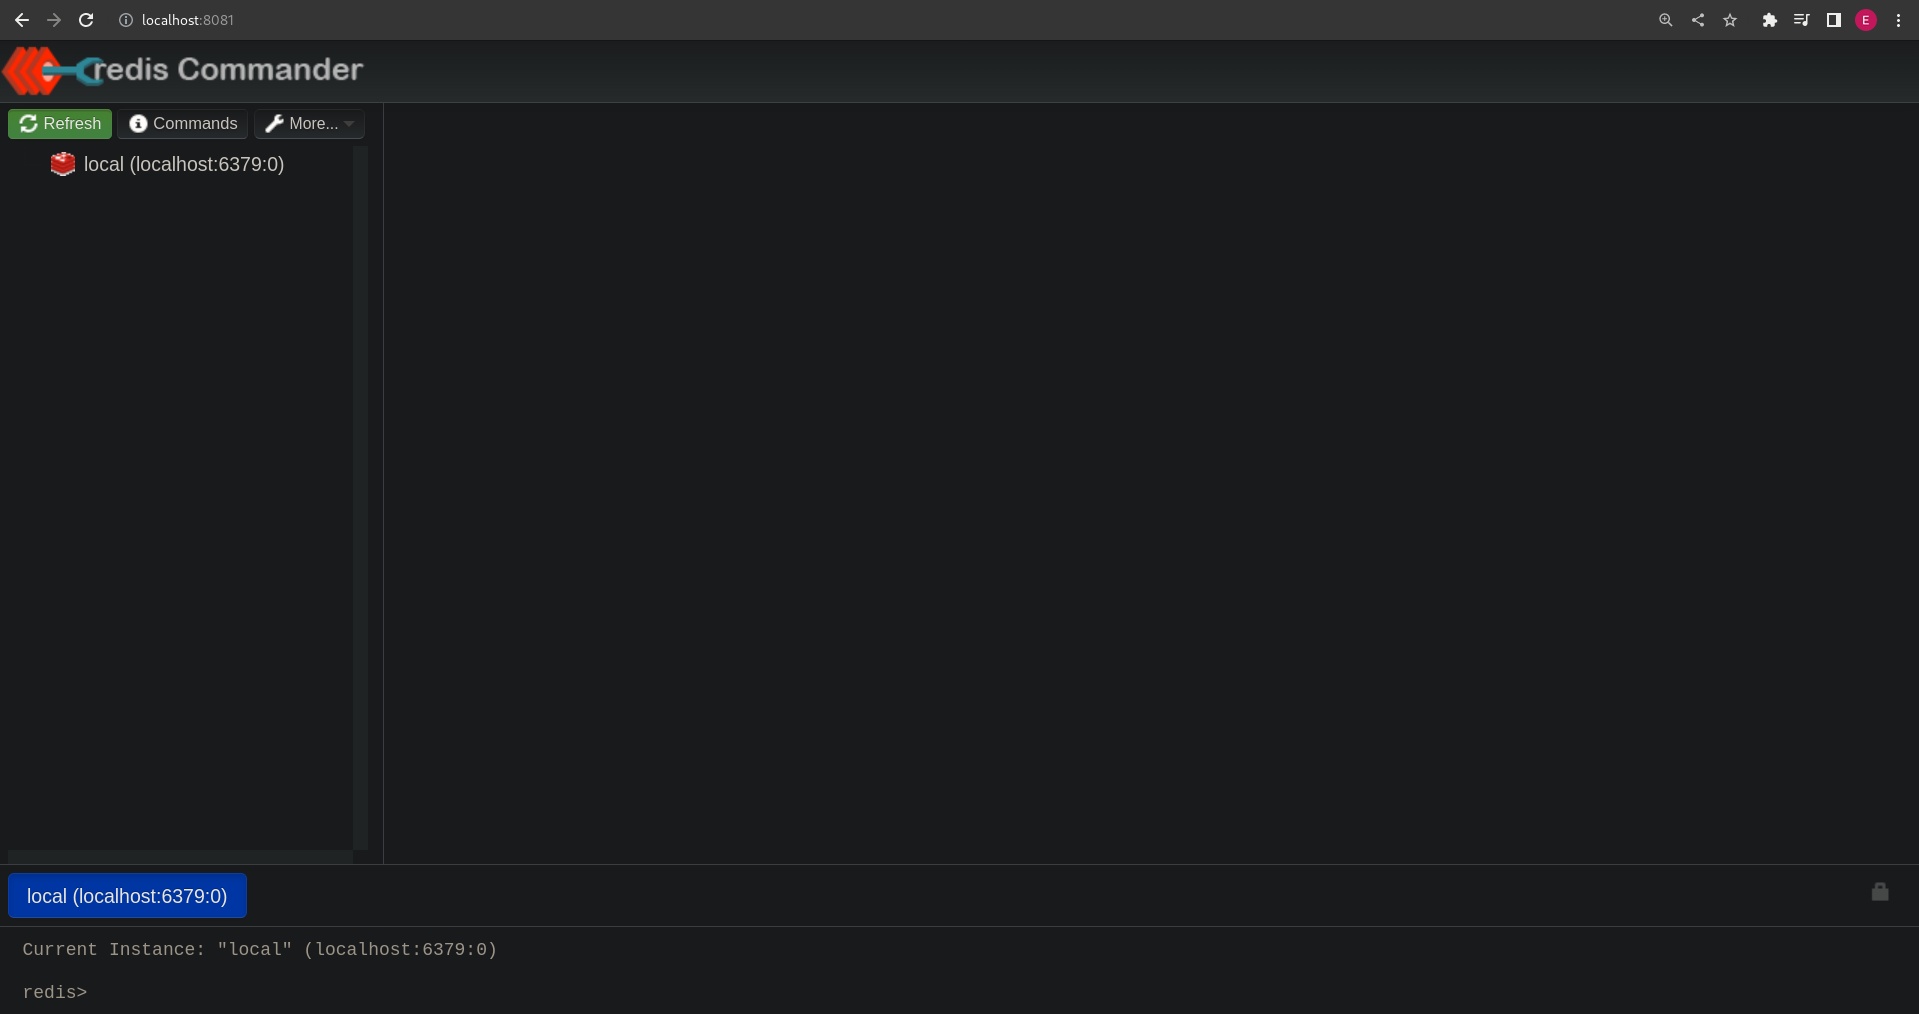 localhost:8081
E
redis Commander
Refresh Commands More...
local (localhost:6379:0)
local (localhost:6379:0)
Current Instance: "local" (localhost:6379:0)
redis>